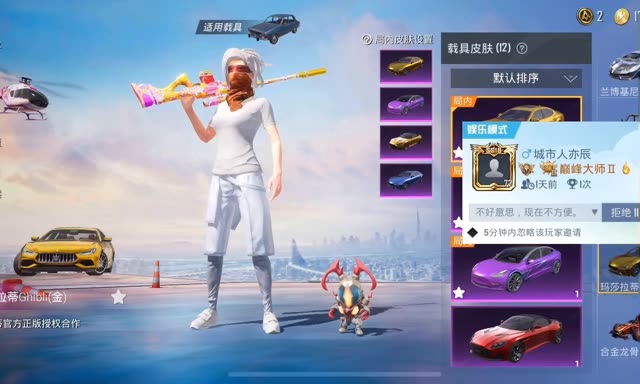 适用载具
局内皮肤设置
载具皮肤 (12) ?
默认排序
局内
娱乐模式
城市人亦辰
巅峰大师 II
77
1天前
1次
不好意思，现在不方便。
拒绝
5分钟内忽略该玩家邀请
2
1
兰博基尼
1
1
玛莎拉蒂
合金龙骨
拉蒂Ghibli(金)
蒂官方正版授权合作